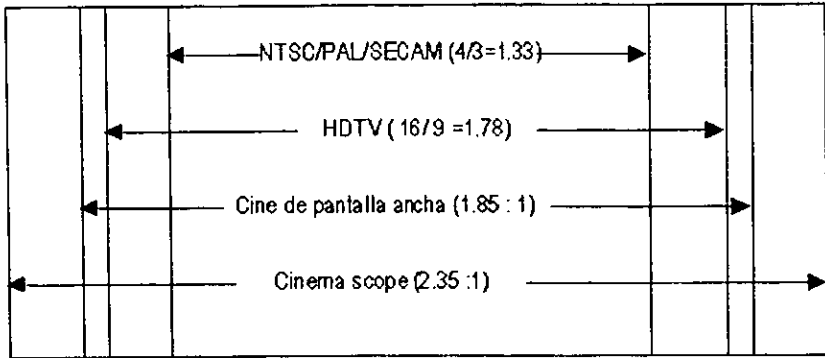 NTSC/PAL/SECAM (4/3=1.33)
HDTV ( 16/9 =1.78)
Cine de pantalla ancha (1.85 : 1)
Cinema scope (2.35 :1)